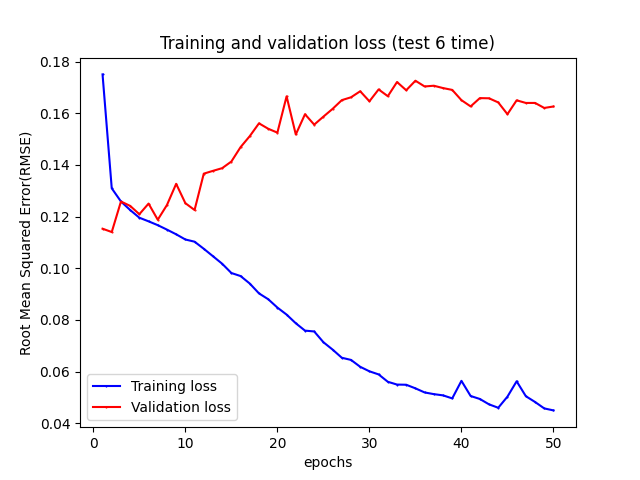 Training and validation loss (test 6 time)
0.18
0.16
0.14
0.12
0.10
0.08
0.06
0.04
Root Mean Squared Error(RMSE)
Training loss
Validation loss
0
10
20
30
40
50
epochs